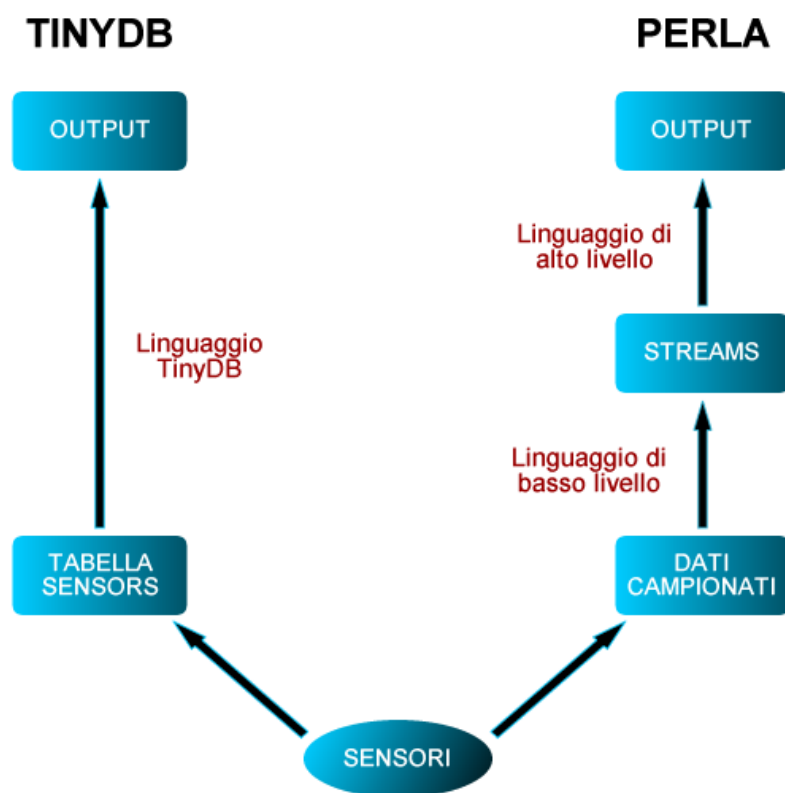 TINYDB
PERLA
OUTPUT
OUTPUT
Linguaggio di
alto livello
Linguaggio
TinyDB
STREAMS
Linguaggio di
basso livello
TABELLA
SENSORS
DATI
CAMPIONATI
SENSORI